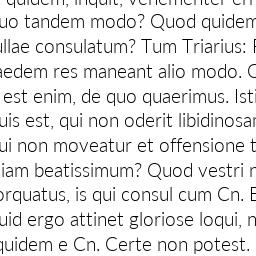 quidem, inquit, vehementer
uo tandem modo? Quod quidem
ullae consulatum? Tum Triarius:
aedem res maneant alio modo.
est enim, de quo quaerimus. Isti
uis est, qui non oderit libidinosa
ui non moveatur et offensione t
iam beatissimum? Quod vestri n
orquatus, is qui consul cum Cn.
uid ergo attinet gloriose loqui, n
quidem e Cn. Certe non potest.